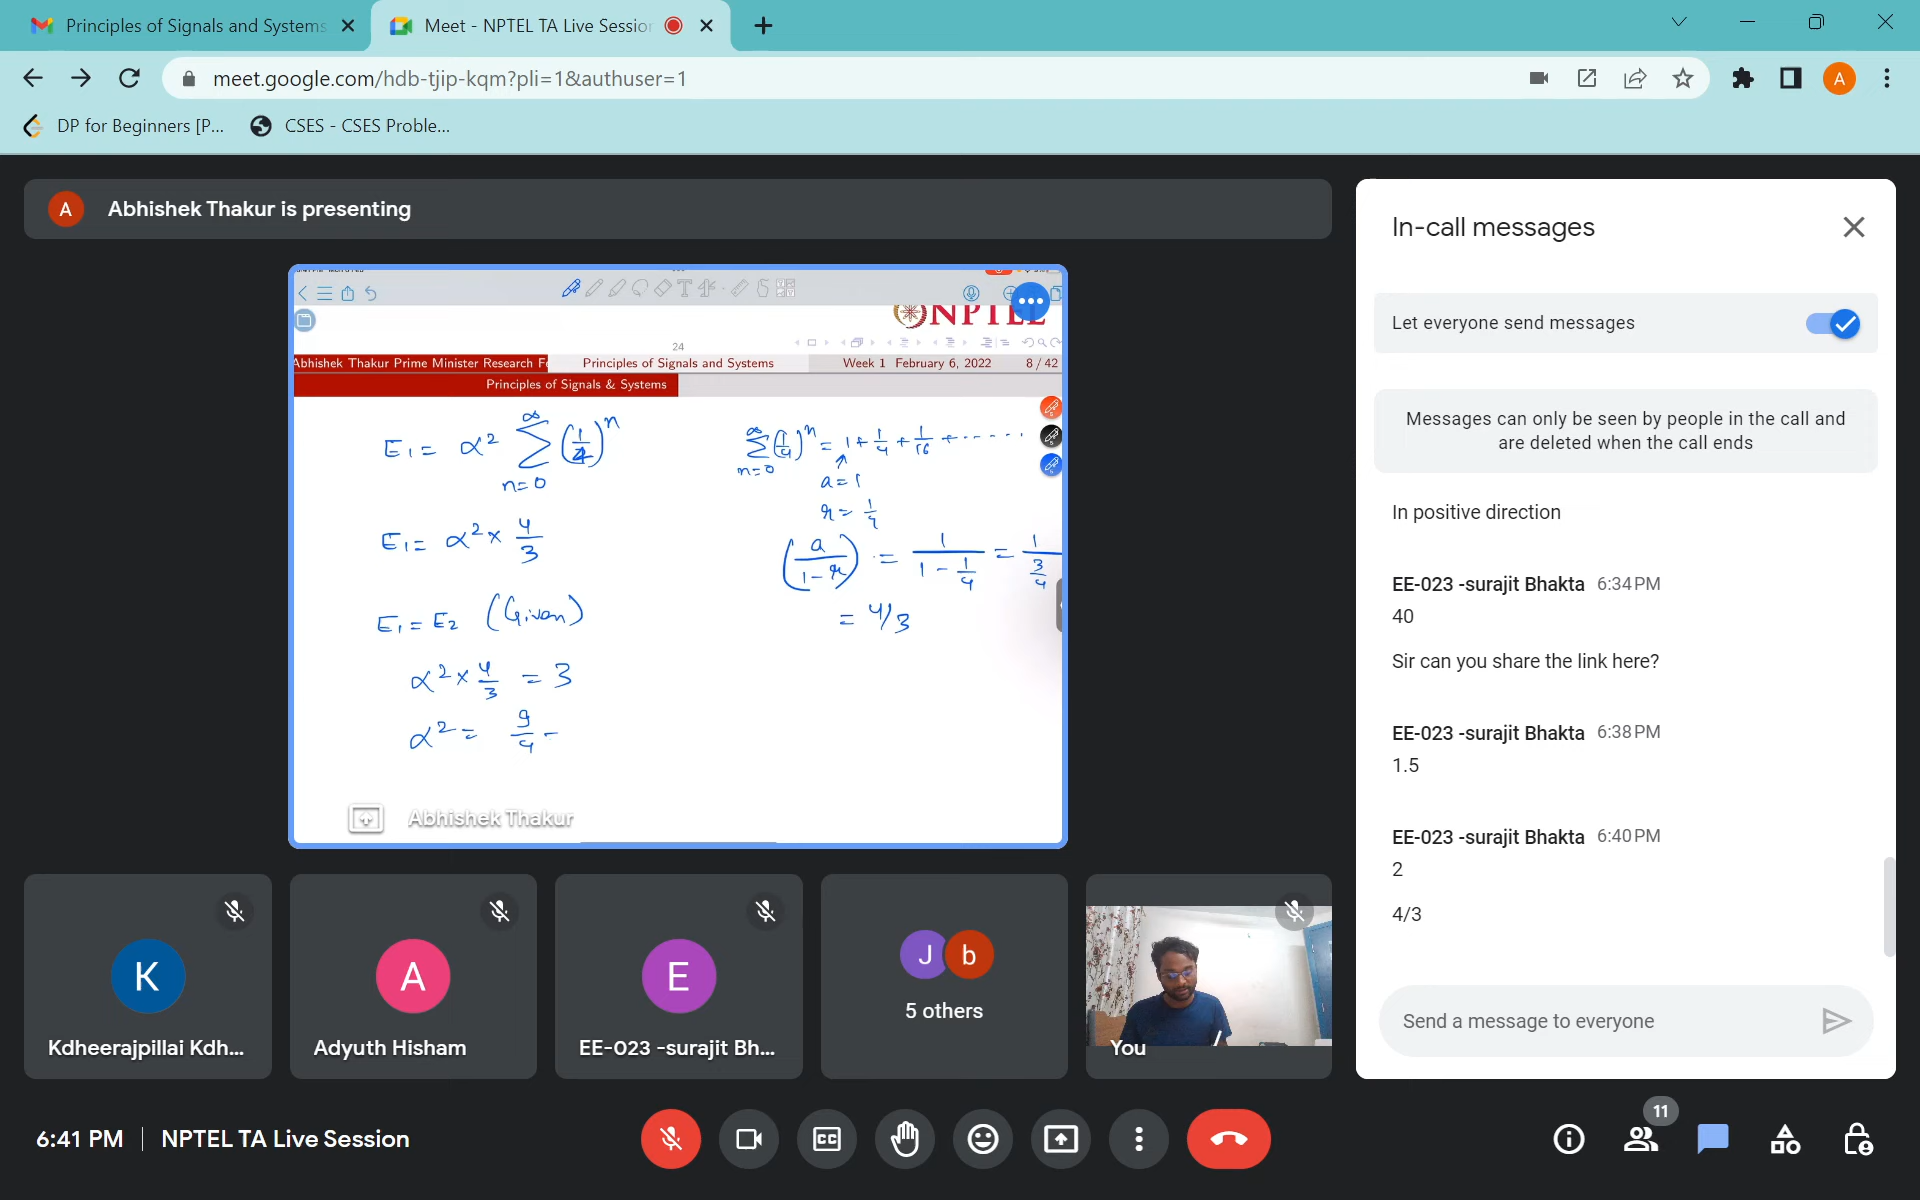 Principles of Signals and Systems
Meet - NPTEL TA Live Session
meet.google.com/hdb-tjip-kqm?pli=1&authuser=1
A
DP for Beginners [P...
CSES - CSES Proble...
A
Abhishek Thakur is presenting
NPTEL
24
Abhishek Thakur Prime Minister Research Fe
Principles of Signals and Systems
Week 1
February 6, 2022
8 / 42
Principles of Signals & Systems
E₁ = α² ∞ Σ n=0 (1/4)ⁿ
E₁ = α² × 4/3
E₁ = E₂ (Given)
α² × 4/3 = 3
α² = 9/4 -
∞ Σ n=0 (1/4)ⁿ = 1 + 1/4 + 1/16 + ......
↑
a = 1
r = 1/4
(a/(1-r)) = 1/(1 - 1/4) = 1/(3/4)
= 4/3
Abhishek Thakur
K
Kdheerajpillai Kdh...
A
Adyuth Hisham
E
EE-023 -surajit Bh...
J b
5 others
You
In-call messages
Let everyone send messages
Messages can only be seen by people in the call and
are deleted when the call ends
In positive direction
EE-023 -surajit Bhakta 6:34 PM
40
Sir can you share the link here?
EE-023 -surajit Bhakta 6:38 PM
1.5
EE-023 -surajit Bhakta 6:40 PM
2
4/3
Send a message to everyone
6:41 PM | NPTEL TA Live Session
CC
11